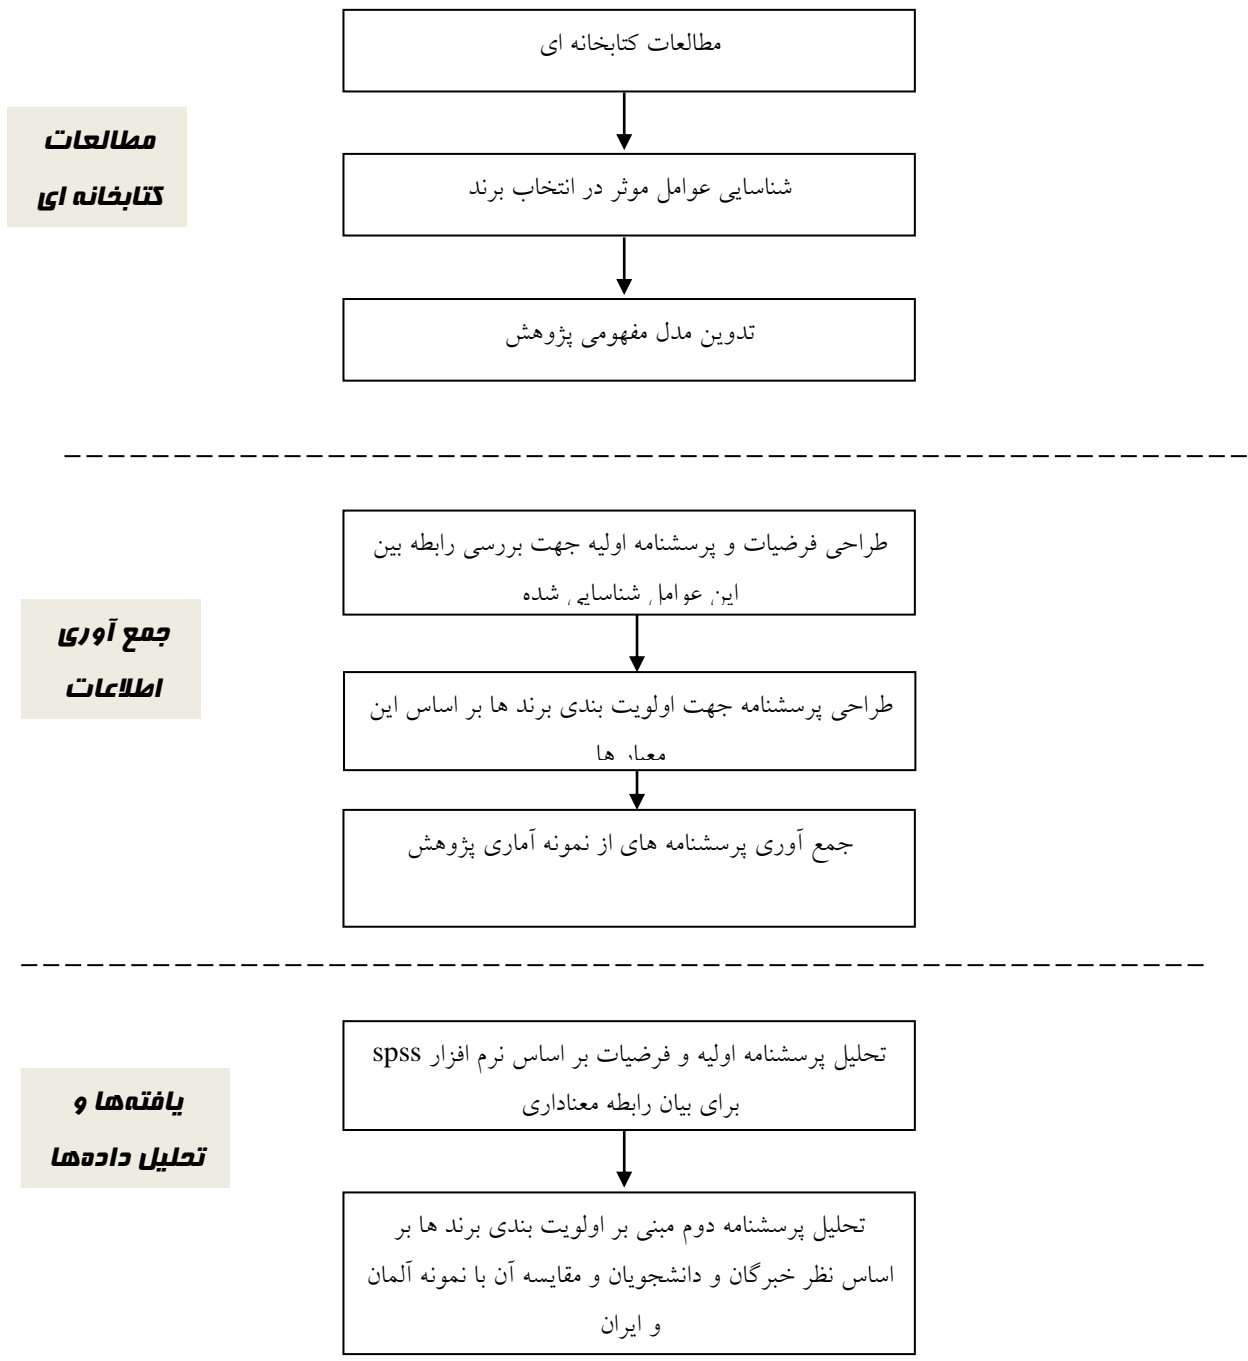 مطالعات کتابخانه ای
مطالعات
کتابخانه ای
شناسایی عوامل موثر در انتخاب برند
تدوین مدل مفهومی پژوهش
طراحی فرضیات و پرسشنامه اولیه جهت بررسی رابطه بین
این عوامل شناسایی شده
جمع آوری
اطلاعات
طراحی پرسشنامه جهت اولویت بندی برند ها بر اساس این
معیار ها
جمع آوری پرسشنامه های از نمونه آماری پژوهش
تحلیل پرسشنامه اولیه و فرضیات بر اساس نرم افزار spss
برای بیان رابطه معناداری
یافته‌ها و
تحلیل داده‌ها
تحلیل پرسشنامه دوم مبنی بر اولویت بندی برند ها بر
اساس نظر خبرگان و دانشجویان و مقایسه آن با نمونه آلمان
و ایران